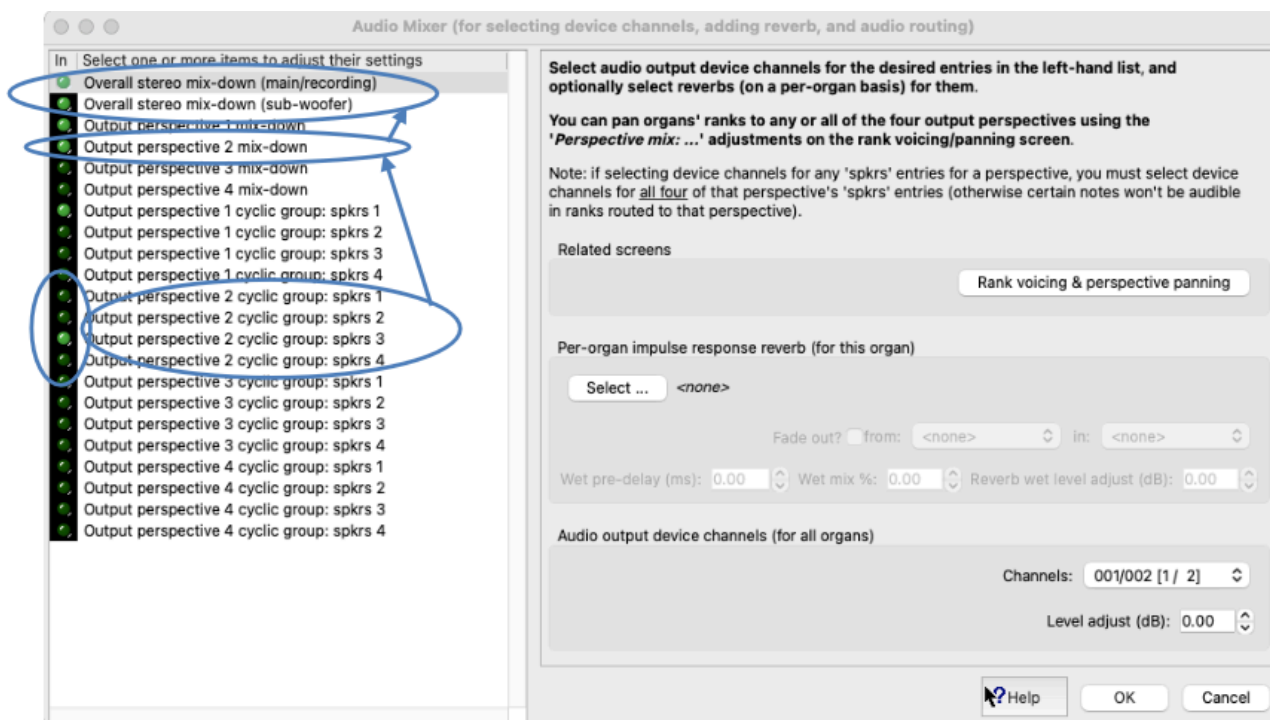 Audio Mixer (for selecting device channels, adding reverb, and audio routing)
In Select one or more items to adjust their settings
Overall stereo mix-down (main/recording)
Overall stereo mix-down (sub-woofer)
Output perspective 1 mix-down
Output perspective 2 mix-down
Output perspective 3 mix-down
Output perspective 4 mix-down
Output perspective 1 cyclic group: spkrs 1
Output perspective 1 cyclic group: spkrs 2
Output perspective 1 cyclic group: spkrs 3
Output perspective 1 cyclic group: spkrs 4
Output perspective 2 cyclic group: spkrs 1
Output perspective 2 cyclic group: spkrs 2
Output perspective 2 cyclic group: spkrs 3
Output perspective 2 cyclic group: spkrs 4
Output perspective 3 cyclic group: spkrs 1
Output perspective 3 cyclic group: spkrs 2
Output perspective 3 cyclic group: spkrs 3
Output perspective 3 cyclic group: spkrs 4
Output perspective 4 cyclic group: spkrs 1
Output perspective 4 cyclic group: spkrs 2
Output perspective 4 cyclic group: spkrs 3
Output perspective 4 cyclic group: spkrs 4
Select audio output device channels for the desired entries in the left-hand list, and
optionally select reverbs (on a per-organ basis) for them.
You can pan organs' ranks to any or all of the four output perspectives using the
'Perspective mix: ...' adjustments on the rank voicing/panning screen.
Note: if selecting device channels for any 'spkrs' entries for a perspective, you must select device
channels for all four of that perspective's 'spkrs' entries (otherwise certain notes won't be audible
in ranks routed to that perspective).
Related screens
Rank voicing & perspective panning
Per-organ impulse response reverb (for this organ)
Select ... <none>
Fade out? from: <none> in: <none>
Wet pre-delay (ms): 0.00 Wet mix %: 0.00 Reverb wet level adjust (dB): 0.00
Audio output device channels (for all organs)
Channels: 001/002 [1 / 2]
Level adjust (dB): 0.00
? Help OK Cancel